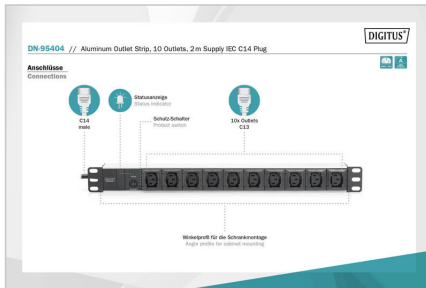 DIGITUS®
DN-95404 // Aluminum Outlet Strip, 10 Outlets, 2 m Supply IEC C14 Plug
Anschlüsse
Connections
Statusanzeige
Status indicator
Schutz-Schalter
Protect switch
C14
male
10x Outlets
C13
Winkelprofil für die Schrankmontage
Angle profile for cabinet mounting